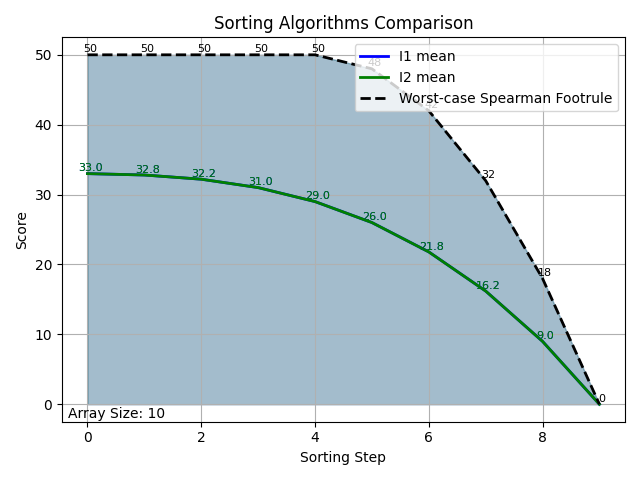 Sorting Algorithms Comparison
I1 mean
I2 mean
Worst-case Spearman Footrule
50 50 50 50 50 48 42 32 18 0
33.0 32.8 32.2 31.0 29.0 26.0 21.8 16.2 9.0
Score
50
40
30
20
10
0
Array Size: 10
0 2 4 6 8
Sorting Step